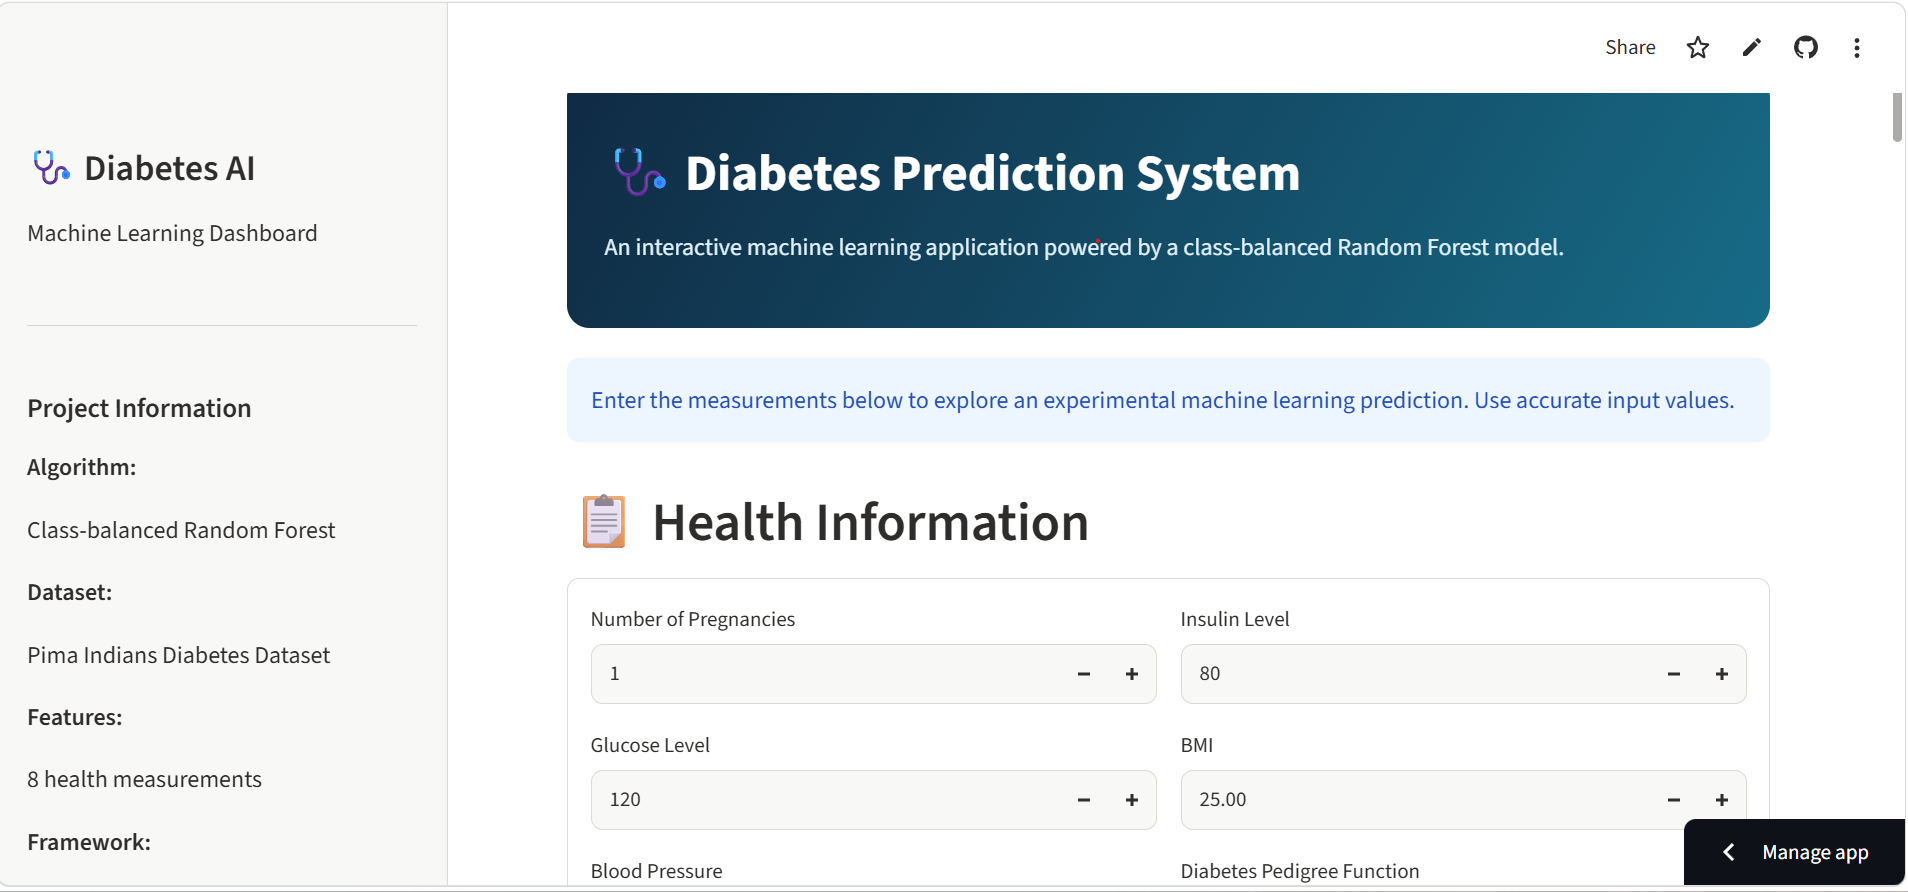 Share
Diabetes AI
Machine Learning Dashboard
Project Information
Algorithm:
Class-balanced Random Forest
Dataset:
Pima Indians Diabetes Dataset
Features:
8 health measurements
Framework:
Diabetes Prediction System
An interactive machine learning application powered by a class-balanced Random Forest model.
Enter the measurements below to explore an experimental machine learning prediction. Use accurate input values.
Health Information
Number of Pregnancies
1
Insulin Level
80
Glucose Level
120
BMI
25.00
Blood Pressure
Diabetes Pedigree Function
Manage app